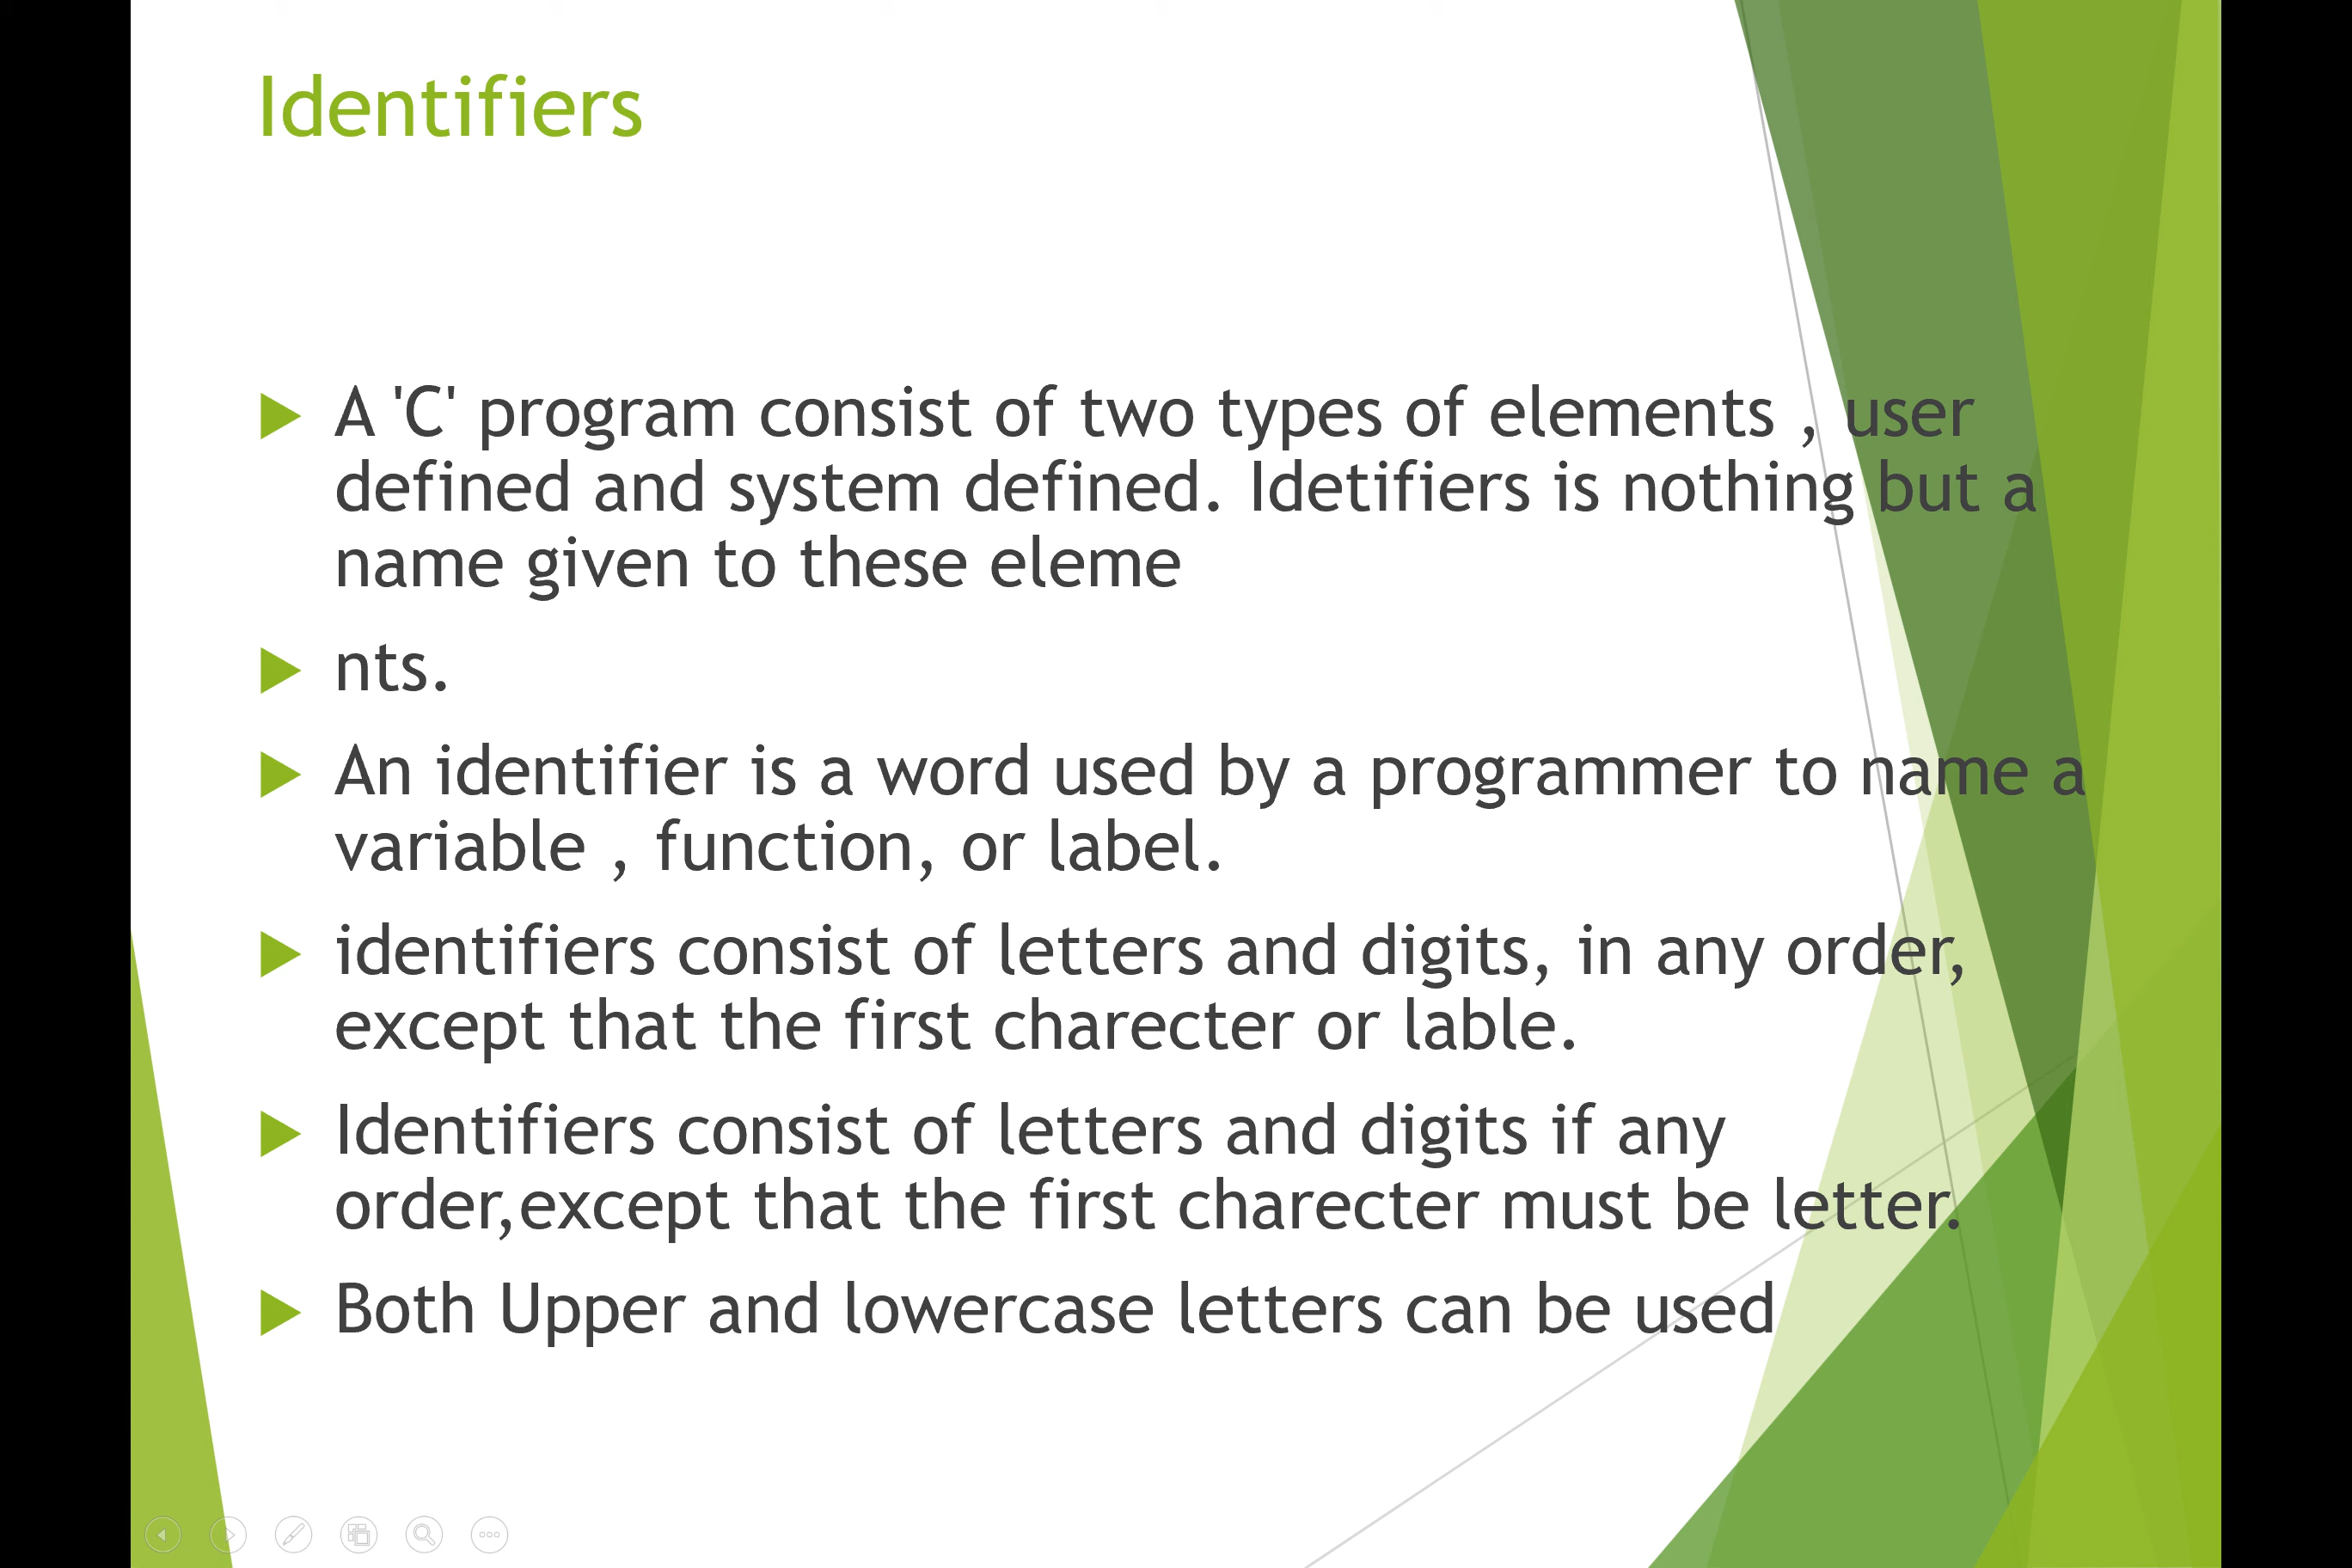 Identifiers
A 'C' program consist of two types of elements , user
defined and system defined. Idetifiers is nothing but a
name given to these eleme
nts.
An identifier is a word used by a programmer to name a
variable , function, or label.
identifiers consist of letters and digits, in any order,
except that the first charecter or lable.
Identifiers consist of letters and digits if any
order,except that the first charecter must be letter.
Both Upper and lowercase letters can be used